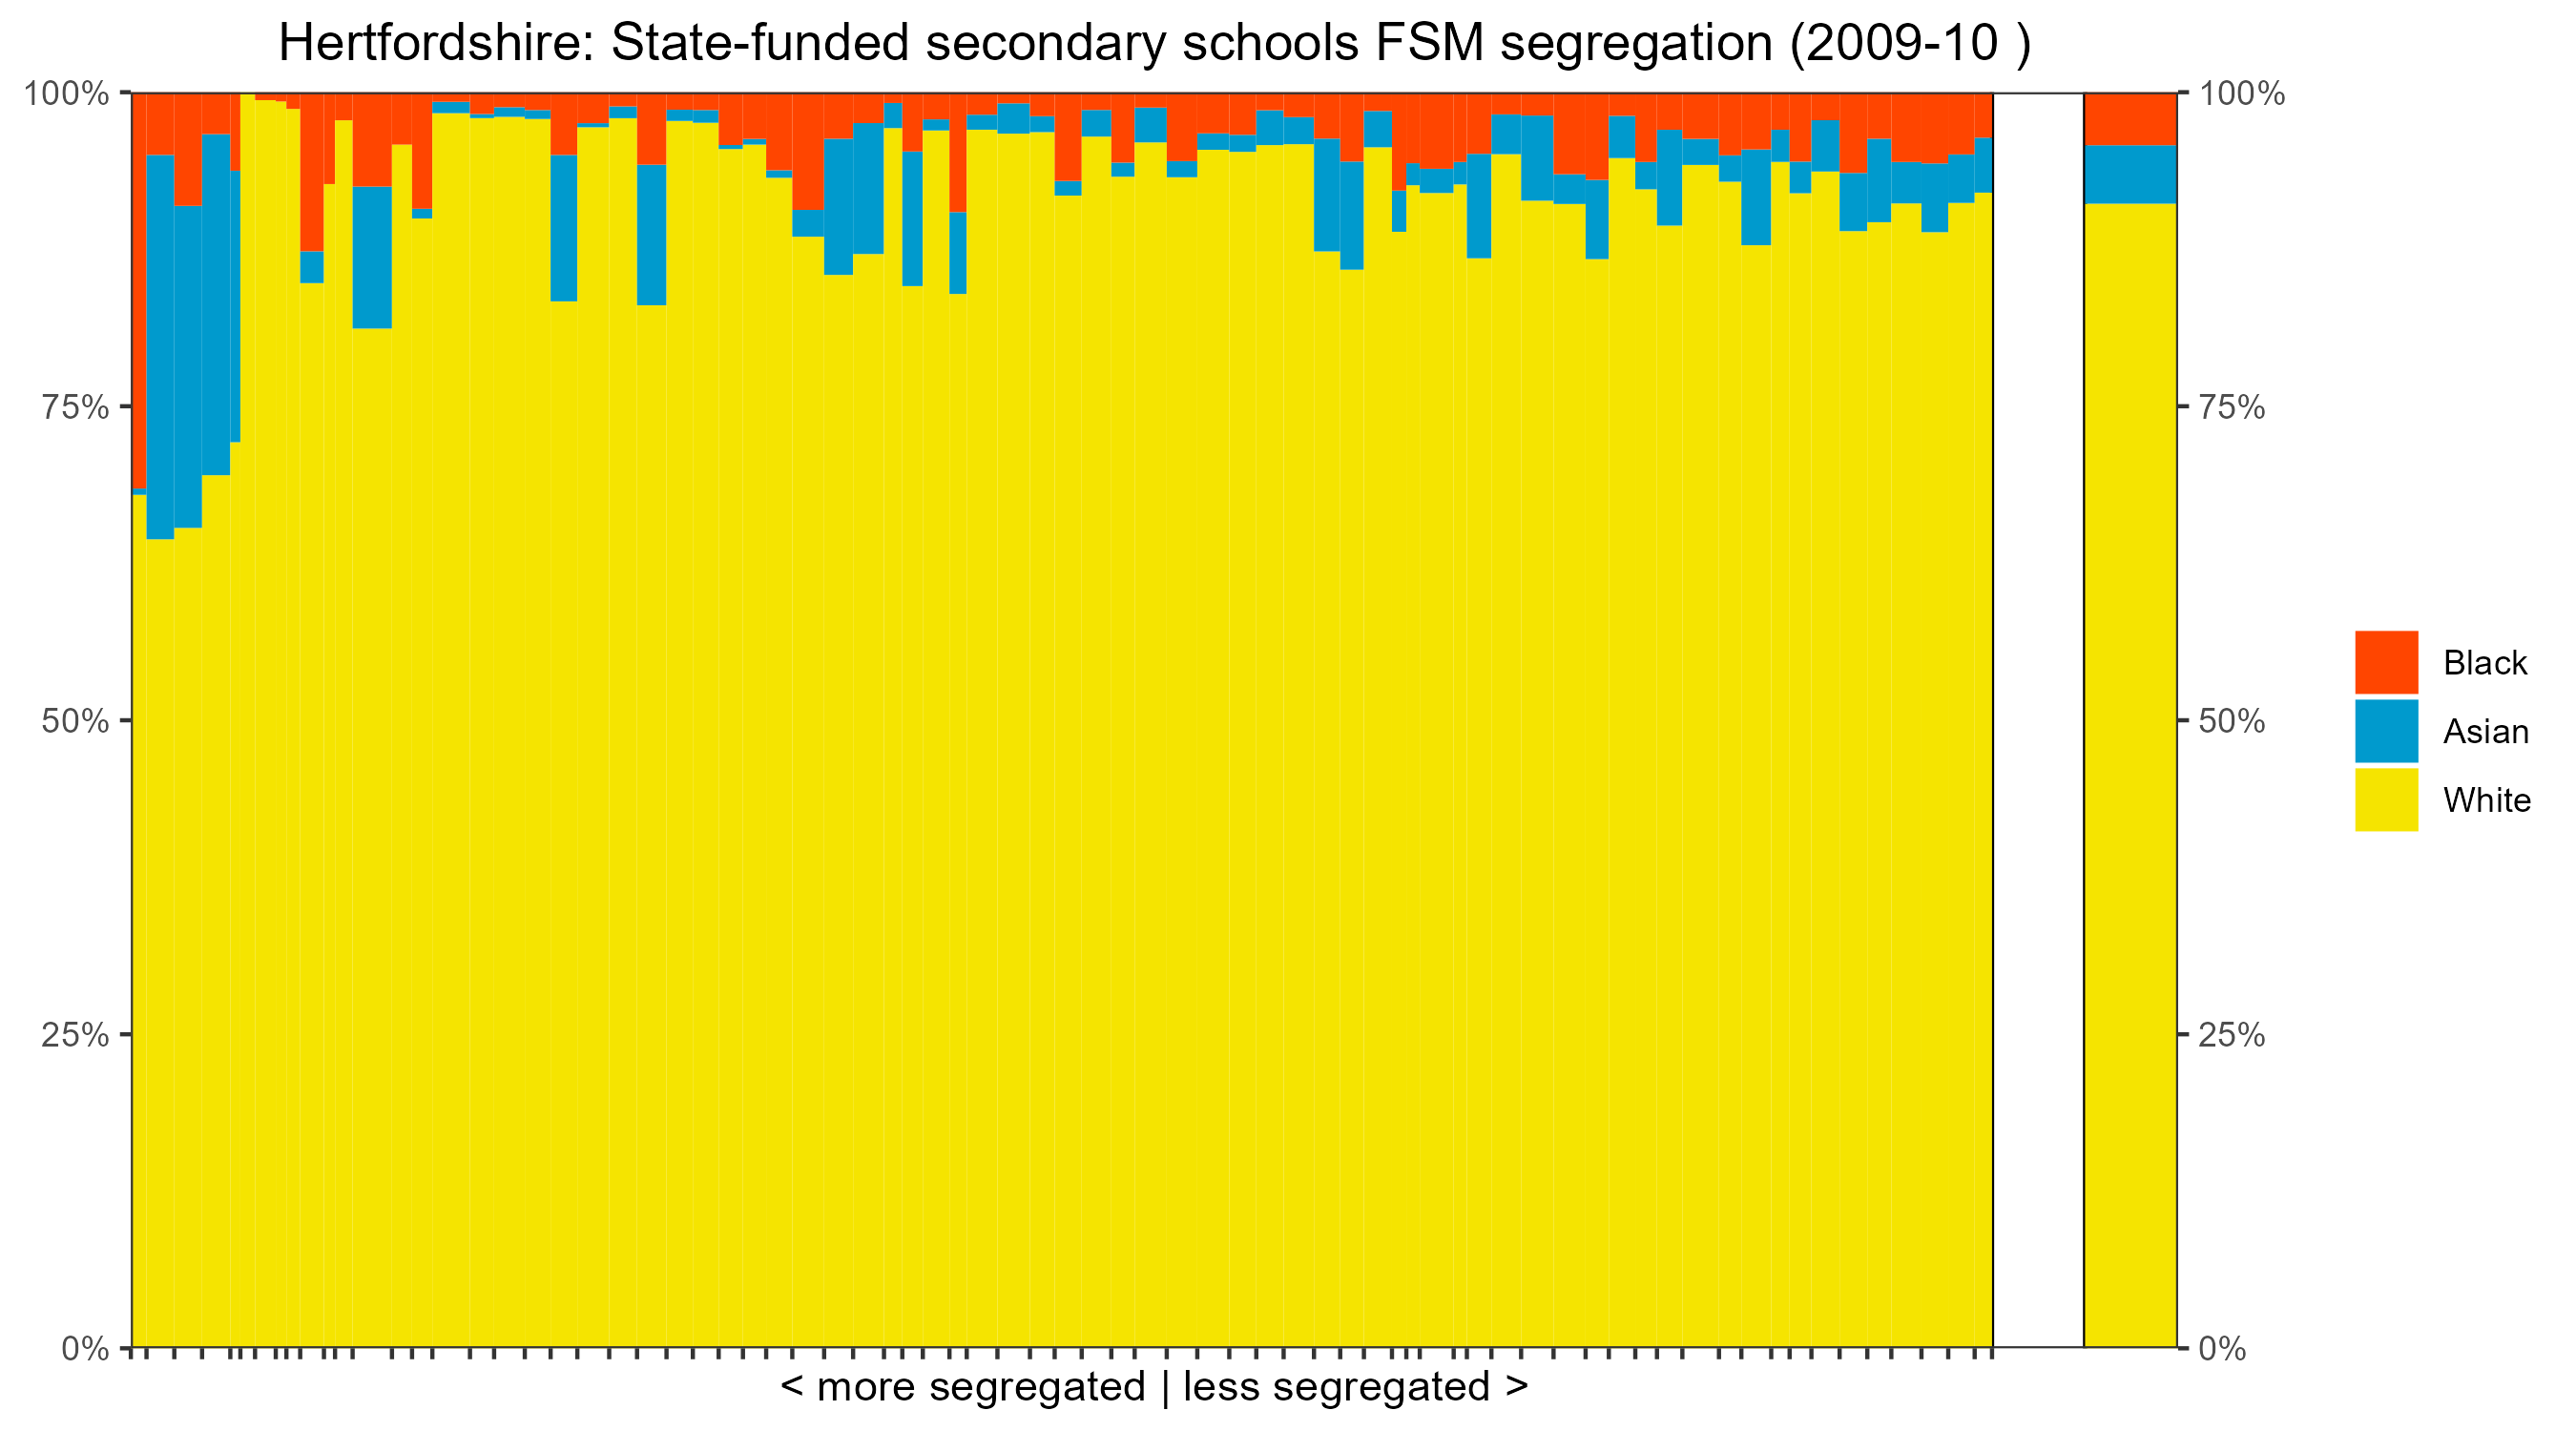 Hertfordshire: State-funded secondary schools FSM segregation (2009-10 )
100%
75%
50%
25%
0%
100%
75%
50%
25%
0%
Black
Asian
White
< more segregated | less segregated >